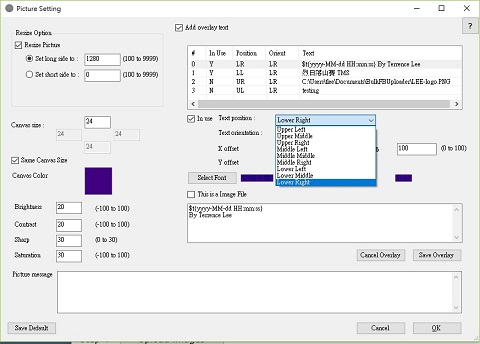 Picture Setting
?
Resize Option
Resize Picture
Set long side to : 1280 (100 to 9999)
Set short side to : 0 (100 to 9999)
Canvas size : 24
24 24
24
Same Canvas Size
Canvas Color
Brightness 20 (-100 to 100)
Contrast 20 (-100 to 100)
Sharp 30 (0 to 30)
Saturation 30 (-100 to 100)
Add overlay text
# In Use Position Orient Text
0 Y LR LR $t{yyyy-MM-dd HH:mm:ss} By Terrence Lee
1 Y LL LR 烈日落山賽 TMS
2 N UR LR C:\Users\tlee\Documents\BulkFBUploader\LEE-logo.PNG
3 N UL LR testing
In use Text position : Lower Right
Upper Left
Upper Middle
Upper Right
Middle Left
Middle Middle
Middle Right
Lower Left
Lower Middle
Lower Right
Text orientation :
X offset 100 (0 to 100)
Y offset
Select Font
This is a Image File
$t{yyyy-MM-dd HH:mm:ss}
By Terrence Lee
Cancel Overlay Save Overlay
Picture message
Save Default Cancel OK